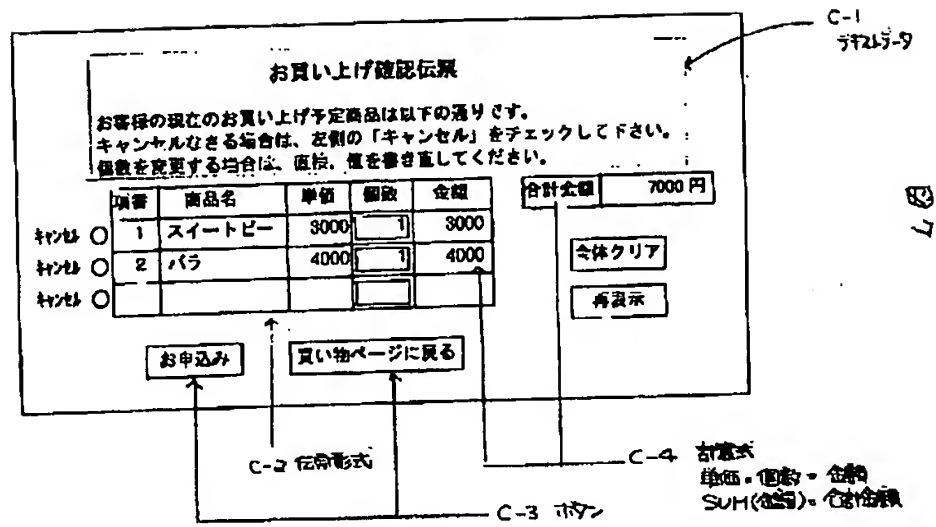 C-1
テキストデータ
お買い上げ確認伝票
お客様の現在のお買い上げ予定商品は以下の通りです。
キャンセルなさる場合は、左側の「キャンセル」をチェックして下さい。
個数を変更する場合は、直接、値を書き直してください。
項番 商品名 単価 個数 金額
合計金額 7000 円
キャンセル 1 スイートピー 3000 1 3000
キャンセル 2 バラ 4000 1 4000
キャンセル
全体クリア
再表示
お申込み 買い物ページに戻る
C-2 伝票形式
C-3 ボタン
C-4 計算式
単価*個数=金額
SUM(金額)=合計金額
図7